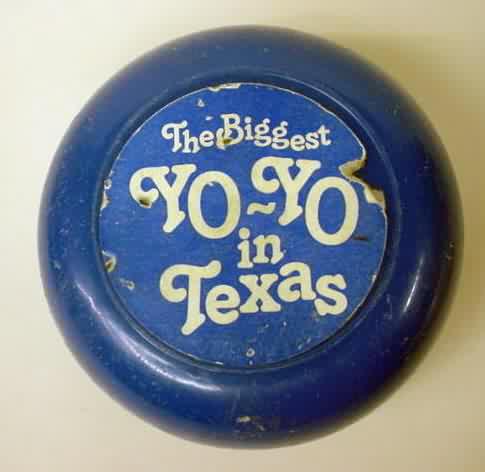 The Biggest
YO~YO
in
Texas